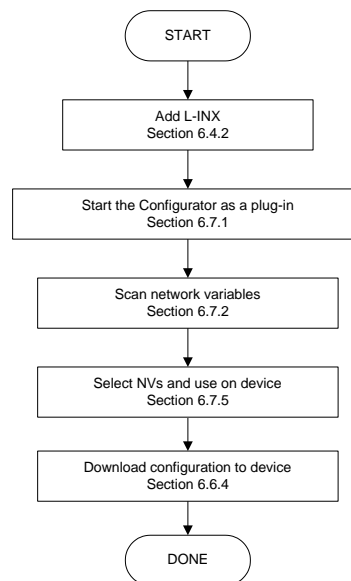 START
Add L-INX
Section 6.4.2
Start the Configurator as a plug-in
Section 6.7.1
Scan network variables
Section 6.7.2
Select NVs and use on device
Section 6.7.5
Download configuration to device
Section 6.6.4
DONE